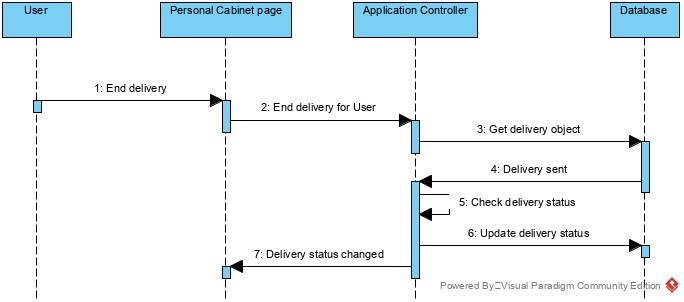 User
Personal Cabinet page
Application Controller
Database
1: End delivery
2: End delivery for User
3: Get delivery object
4: Delivery sent
5: Check delivery status
6: Update delivery status
7: Delivery status changed
Powered By Visual Paradigm Community Edition